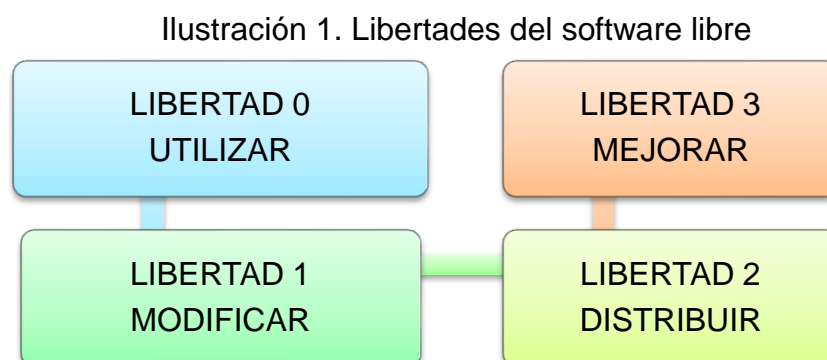 Ilustración 1. Libertades del software libre
LIBERTAD 0
UTILIZAR
LIBERTAD 3
MEJORAR
LIBERTAD 1
MODIFICAR
LIBERTAD 2
DISTRIBUIR